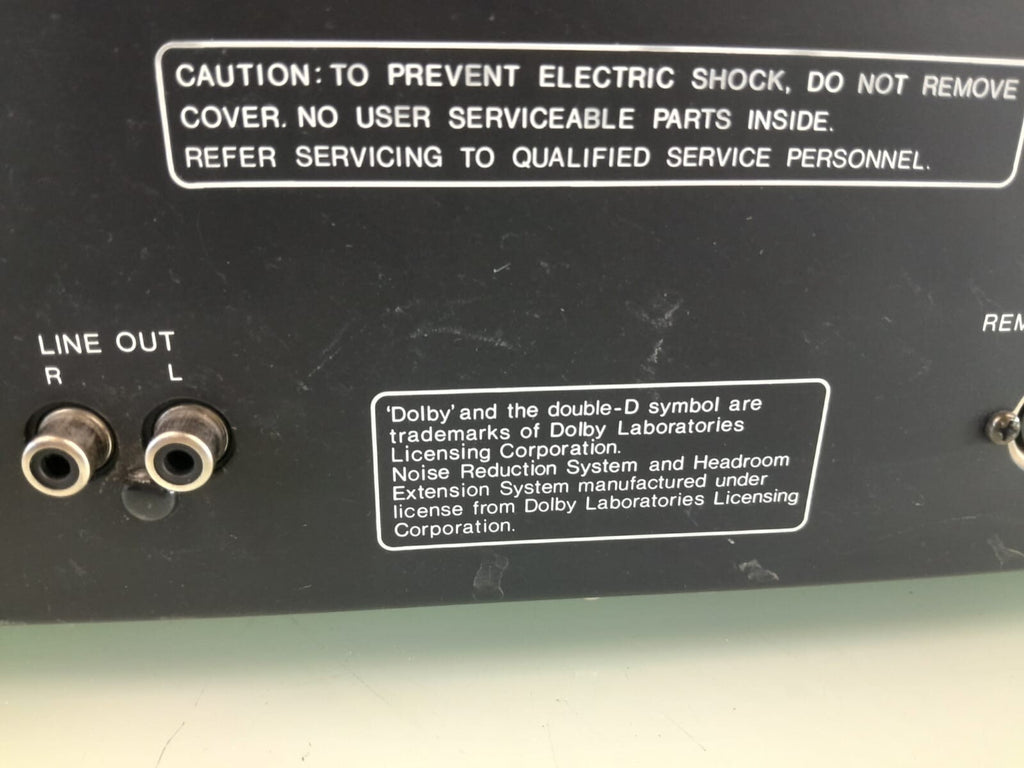 CAUTION: TO PREVENT ELECTRIC SHOCK, DO NOT REMOVE
COVER. NO USER SERVICEABLE PARTS INSIDE.
REFER SERVICING TO QUALIFIED SERVICE PERSONNEL.
LINE OUT
R L
REM
'Dolby' and the double-D symbol are
trademarks of Dolby Laboratories
Licensing Corporation.
Noise Reduction System and Headroom
Extension System manufactured under
license from Dolby Laboratories Licensing
Corporation.